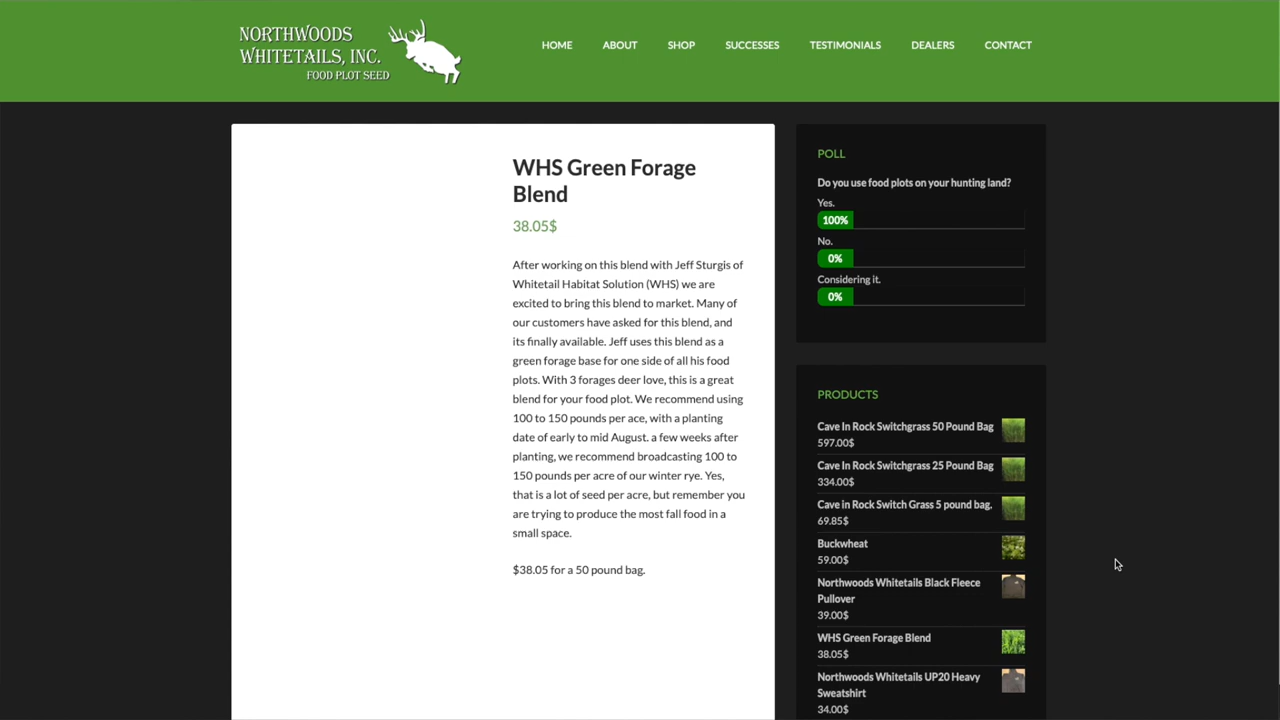 NORTHWOODS
WHITETAILS, INC.
FOOD PLOT SEED
HOME ABOUT SHOP SUCCESSES TESTIMONIALS DEALERS CONTACT
WHS Green Forage
Blend
38.05$
After working on this blend with Jeff Sturgis of
Whitetail Habitat Solution (WHS) we are
excited to bring this blend to market. Many of
our customers have asked for this blend, and
its finally available. Jeff uses this blend as a
green forage base for one side of all his food
plots. With 3 forages deer love, this is a great
blend for your food plot. We recommend using
100 to 150 pounds per ace, with a planting
date of early to mid August. a few weeks after
planting, we recommend broadcasting 100 to
150 pounds per acre of our winter rye. Yes,
that is a lot of seed per acre, but remember you
are trying to produce the most fall food in a
small space.
$38.05 for a 50 pound bag.
POLL
Do you use food plots on your hunting land?
Yes.
100%
No.
0%
Considering it.
0%
PRODUCTS
Cave In Rock Switchgrass 50 Pound Bag
597.00$
Cave In Rock Switchgrass 25 Pound Bag
334.00$
Cave in Rock Switch Grass 5 pound bag.
69.85$
Buckwheat
59.00$
Northwoods Whitetails Black Fleece
Pullover
39.00$
WHS Green Forage Blend
38.05$
Northwoods Whitetails UP20 Heavy
Sweatshirt
34.00$